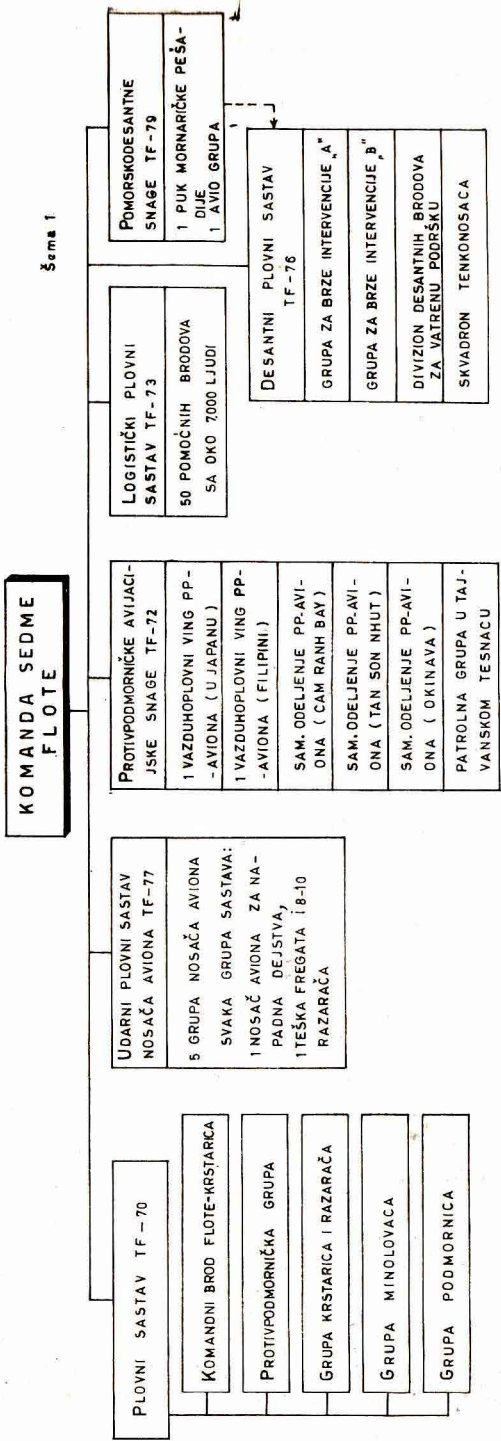 Šema 1
KOMANDA SEDME
FLOTE
PLOVNI SASTAV TF-70
KOMANDNI BROD FLOTE-KRSTARICA
PROTIVPODMORNIČKA GRUPA
GRUPA KRSTARICA I RAZARAČA
GRUPA MINOLOVACA
GRUPA PODMORNICA
UDARNI PLOVNI SASTAV
NOSAČA AVIONA TF-77
5 GRUPA NOSAČA AVIONA
SVAKA GRUPA SASTAVA:
1 NOSAČ AVIONA ZA NA-
PADNA DEJSTVA,
1 TEŠKA FREGATA I 8-10
RAZARAČA
PROTIVPODMORNIČKE AVIJACI-
JSKE SNAGE TF-72
1 VAZDUHOPLOVNI VING PP-
-AVIONA (U JAPANU)
1 VAZDUHOPLOVNI VING PP-
-AVIONA (FILIPINI.)
SAM. ODELJENJE PP-AVI-
ONA (CAM RANH BAY)
SAM. ODELJENJE PP-AVI-
ONA (TAN SON NHUT)
SAM. ODELJENJE PP-AVI-
ONA (OKINAVA)
PATROLNA GRUPA U TAJ-
VANSKOM TESNACU
LOGISTIČKI PLOVNI
SASTAV TF-73
50 POMOĆNIH BRODOVA
SA OKO 7.000 LJUDI
DESANTNI PLOVNI SASTAV
TF-76
GRUPA ZA BRZE INTERVENCIJE „A"
GRUPA ZA BRZE INTERVENCIJE „B"
DIVIZION DESANTNIH BRODOVA
ZA VATRENU PODRŠKU
SKVADRON TENKONOSACA
POMORSKODESANTNE
SNAGE TF-79
1 PUK MORNARIČKE PEŠA-
DIJE
1 AVIO GRUPA